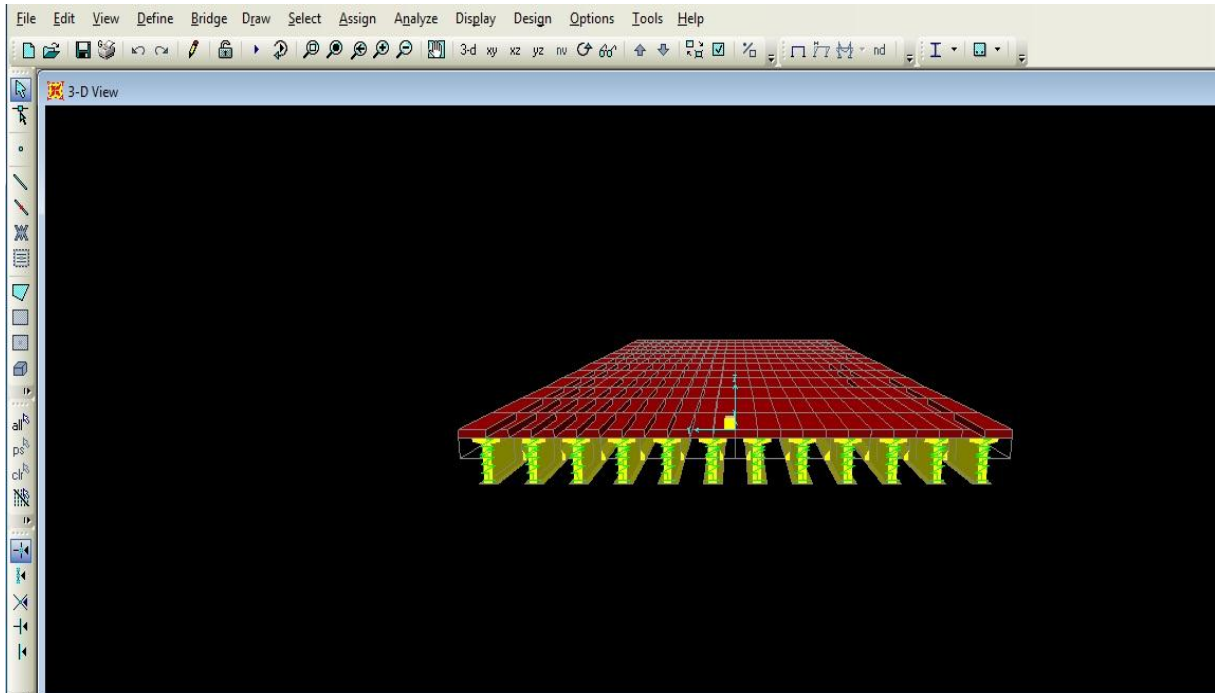 File Edit View Define Bridge Draw Select Assign Analyze Display Design Options Tools Help
3-d xy xz yz nv nd
3-D View
all
ps
clr